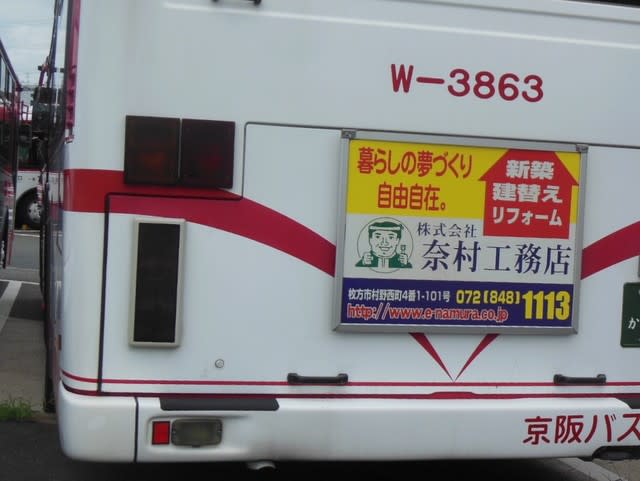 W-3863
暮らしの夢づくり
自由自在。
新築
建替え
リフォーム
株式会社
奈村工務店
枚方市村野西町4番1-101号 072(848)1113
http://www.e-namura.co.jp
か
京阪バス